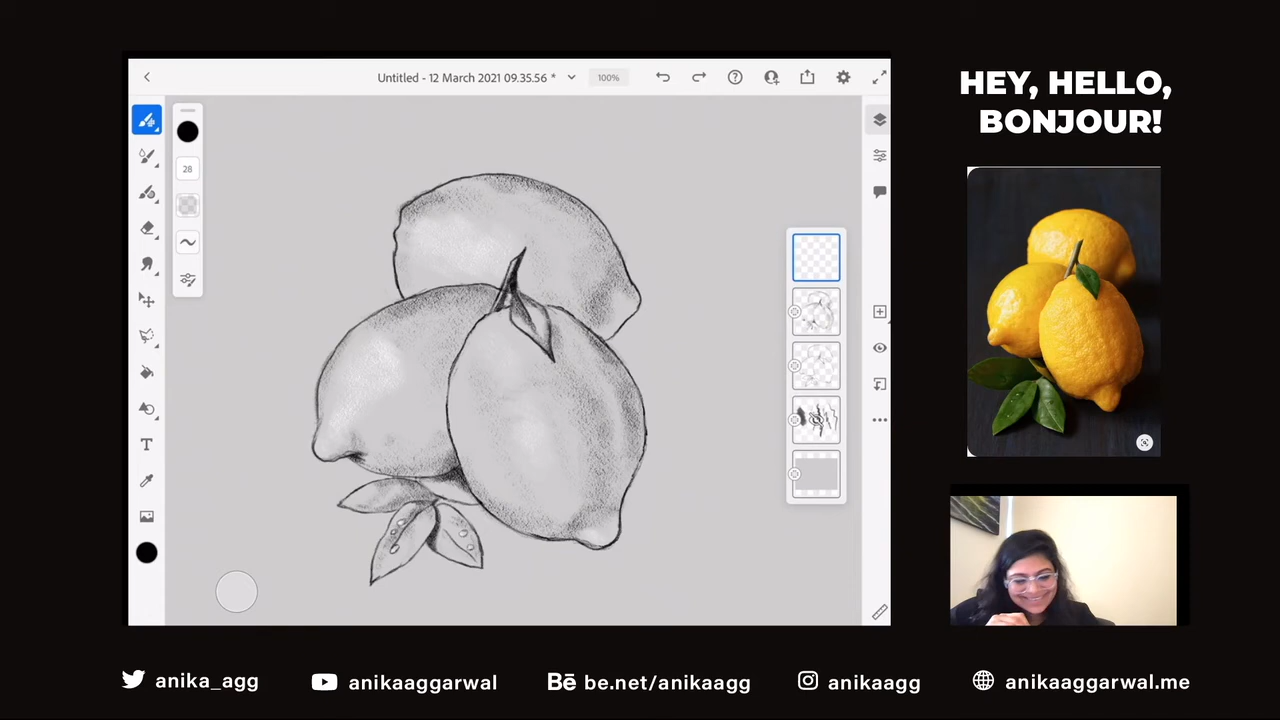 Untitled - 12 March 2021 09.35.56 *
100%
HEY, HELLO,
BONJOUR!
28
T
anika_agg
anikaaggarwal
Bē be.net/anikaagg
anikaagg
anikaaggarwal.me